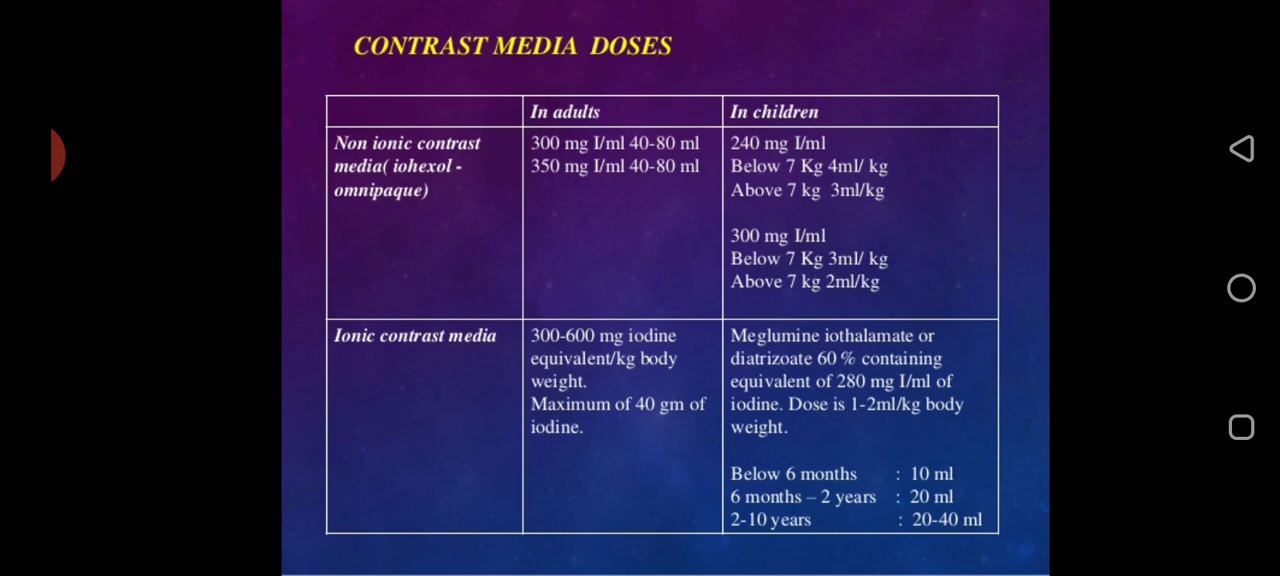 CONTRAST MEDIA DOSES
In adults
In children
Non ionic contrast
media( iohexol -
omnipaque)
300 mg I/ml 40-80 ml
350 mg I/ml 40-80 ml
240 mg I/ml
Below 7 Kg 4ml/ kg
Above 7 kg 3ml/kg
300 mg I/ml
Below 7 Kg 3ml/ kg
Above 7 kg 2ml/kg
Ionic contrast media
300-600 mg iodine
equivalent/kg body
weight.
Maximum of 40 gm of
iodine.
Meglumine iothalamate or
diatrizoate 60 % containing
equivalent of 280 mg I/ml of
iodine. Dose is 1-2ml/kg body
weight.
Below 6 months : 10 ml
6 months – 2 years : 20 ml
2-10 years : 20-40 ml